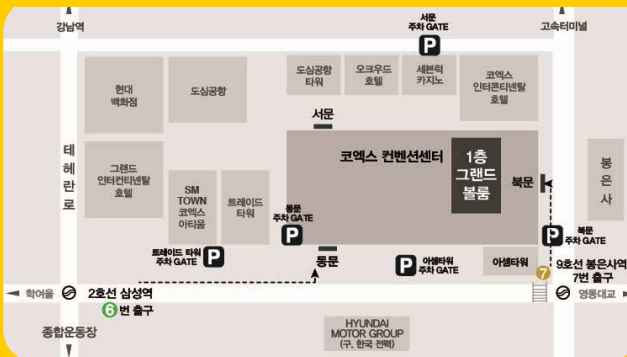 강남역
서문
주차 GATE
P
고속터미널
현대
백화점
도심공항
도심공항
타워
오크우드
호텔
세븐럭
카지노
코엑스
인터콘티넨탈
호텔
서문
테헤란로
그랜드
인터컨티넨탈
호텔
SM
TOWN
코엑스
아티움
트레이드
타워
코엑스 컨벤션센터
1층
그랜드
볼룸
북문
봉은사
동문
주차 GATE
P
트레이드 타워
주차 GATE
P
동문
P
아셈타워
주차 GATE
아셈타워
P
북문
주차 GATE
7
9호선 봉은사역
7번 출구
학여울
2호선 삼성역
6 번 출구
영동대교
종합운동장
HYUNDAI
MOTOR GROUP
(구, 한국 전력)